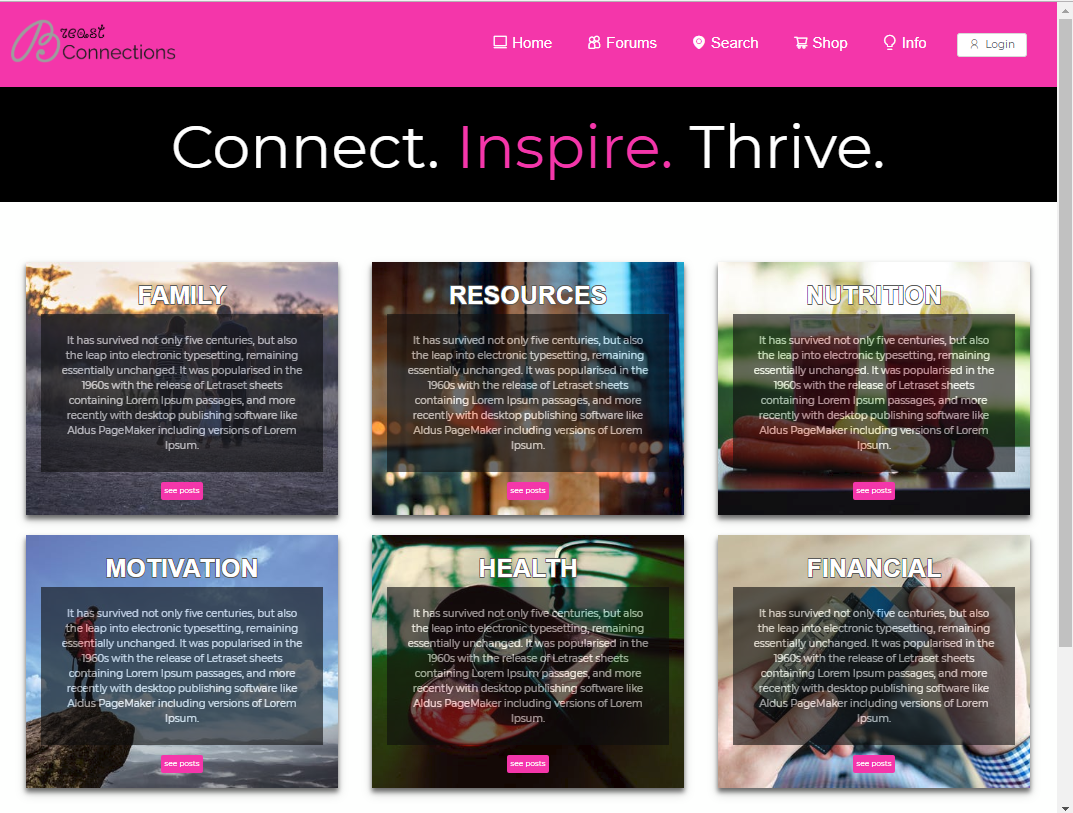 Breast
Connections
Home
Forums
Search
Shop
Info
Login
Connect. Inspire. Thrive.
FAMILY
It has survived not only five centuries, but also
the leap into electronic typesetting, remaining
essentially unchanged. It was popularised in the
1960s with the release of Letraset sheets
containing Lorem Ipsum passages, and more
recently with desktop publishing software like
Aldus PageMaker including versions of Lorem
Ipsum.
see posts
RESOURCES
It has survived not only five centuries, but also
the leap into electronic typesetting, remaining
essentially unchanged. It was popularised in the
1960s with the release of Letraset sheets
containing Lorem Ipsum passages, and more
recently with desktop publishing software like
Aldus PageMaker including versions of Lorem
Ipsum.
see posts
NUTRITION
It has survived not only five centuries, but also
the leap into electronic typesetting, remaining
essentially unchanged. It was popularised in the
1960s with the release of Letraset sheets
containing Lorem Ipsum passages, and more
recently with desktop publishing software like
Aldus PageMaker including versions of Lorem
Ipsum.
see posts
MOTIVATION
It has survived not only five centuries, but also
the leap into electronic typesetting, remaining
essentially unchanged. It was popularised in the
1960s with the release of Letraset sheets
containing Lorem Ipsum passages, and more
recently with desktop publishing software like
Aldus PageMaker including versions of Lorem
Ipsum.
see posts
HEALTH
It has survived not only five centuries, but also
the leap into electronic typesetting, remaining
essentially unchanged. It was popularised in the
1960s with the release of Letraset sheets
containing Lorem Ipsum passages, and more
recently with desktop publishing software like
Aldus PageMaker including versions of Lorem
Ipsum.
see posts
FINANCIAL
It has survived not only five centuries, but also
the leap into electronic typesetting, remaining
essentially unchanged. It was popularised in the
1960s with the release of Letraset sheets
containing Lorem Ipsum passages, and more
recently with desktop publishing software like
Aldus PageMaker including versions of Lorem
Ipsum.
see posts